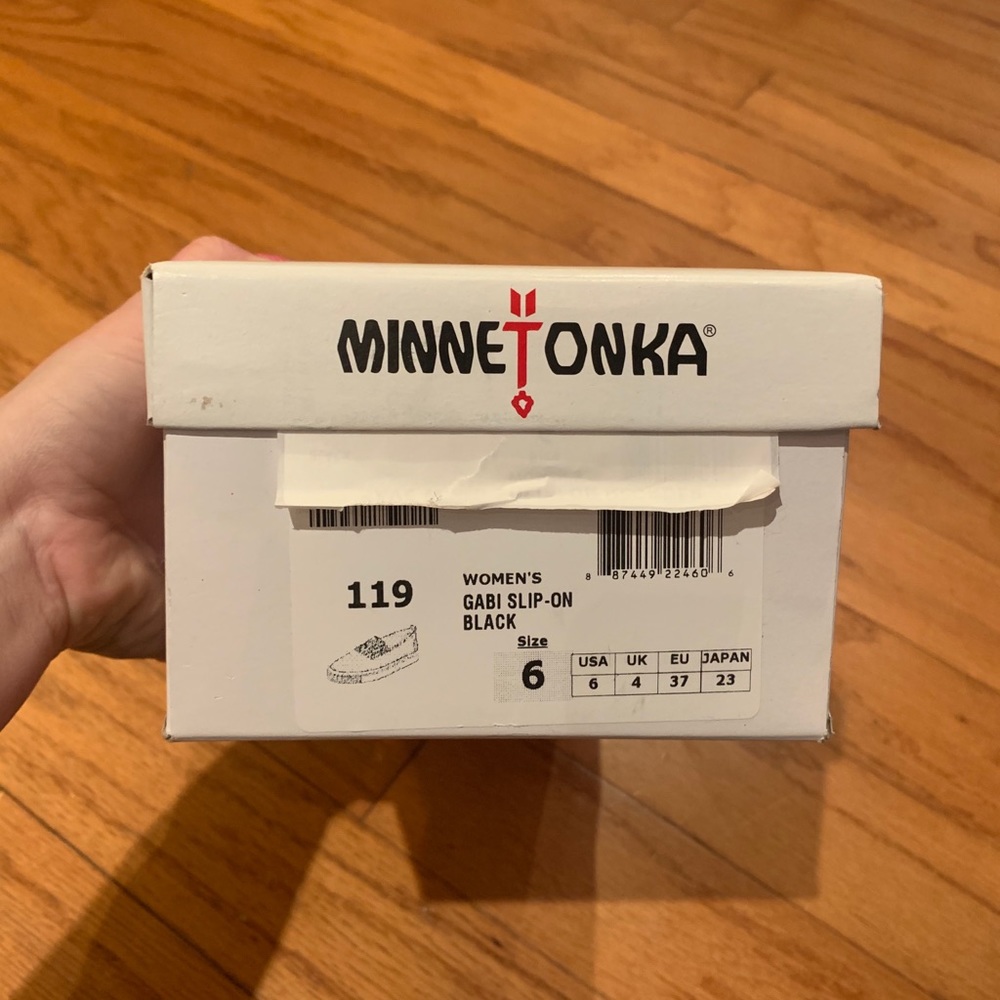 MINNETONKA®
8 87449 22460 6
119
WOMEN'S
GABI SLIP-ON
BLACK
Size
6
USA UK EU JAPAN
6 4 37 23